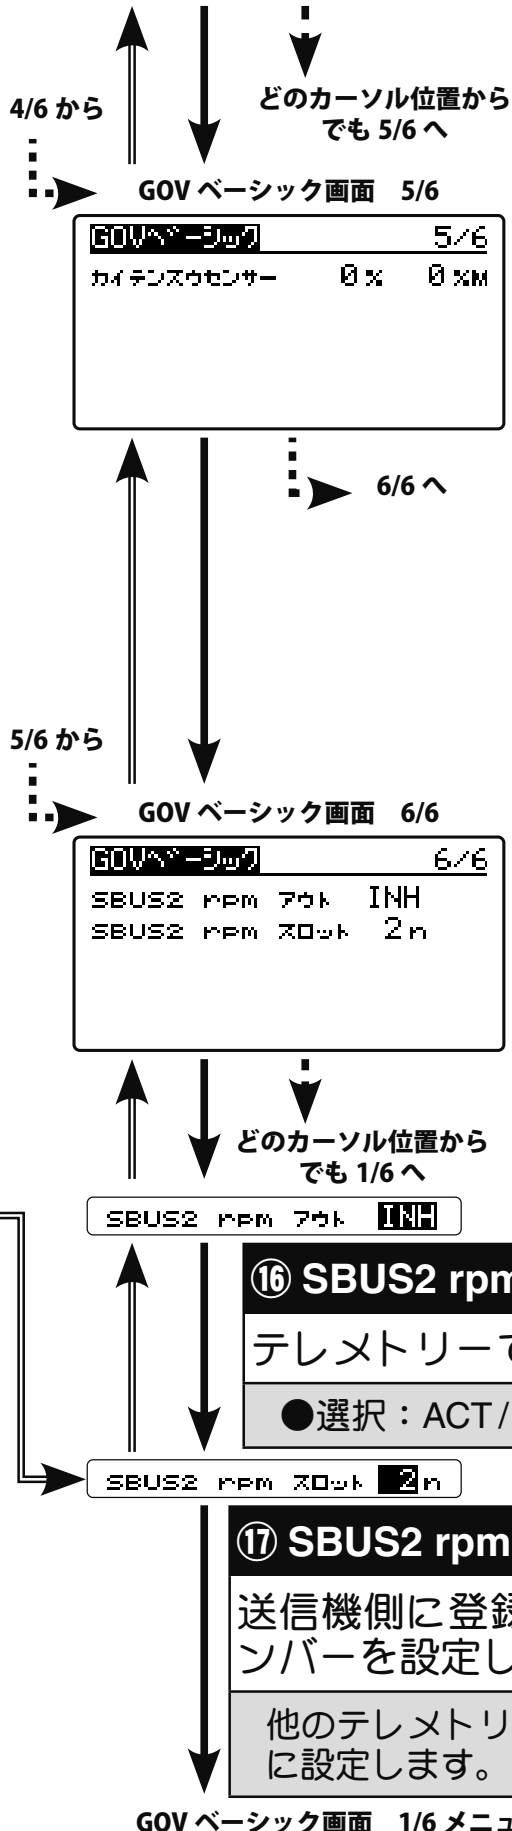 どのカーソル位置から
でも 5/6 へ
4/6 から
GOV ベーシック画面 5/6
GOVベーシック 5/6
カイテンスウセンサー 0% 0%M
6/6 へ
5/6 から
GOV ベーシック画面 6/6
GOVベーシック 6/6
SBUS2 rpm アウト INH
SBUS2 rpm スロット 2n
どのカーソル位置から
でも 1/6 へ
SBUS2 rpm アウト INH
⑯ SBUS2 rpm
テレメトリーで
●選択：ACT /
SBUS2 rpm スロット 2n
⑰ SBUS2 rpm
送信機側に登録
ンバーを設定し
他のテレメトリ
に設定します。
GOV ベーシック画面 1/6 メニュ